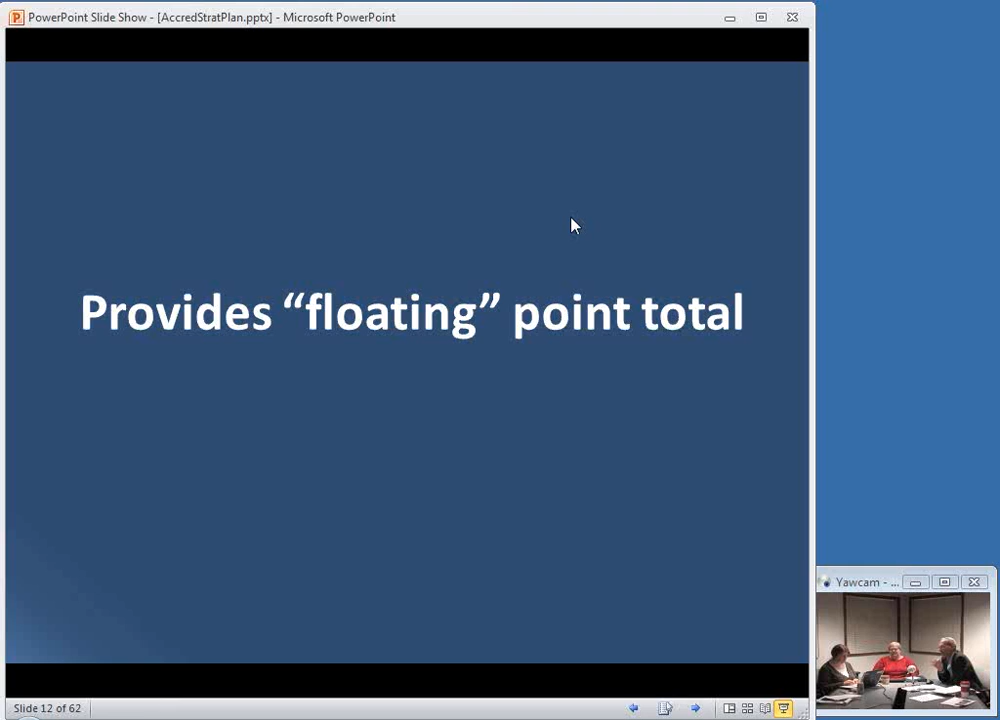 PowerPoint Slide Show - [AccredStratPlan.pptx] - Microsoft PowerPoint
Provides “floating” point total
Yawcam - ...
Slide 12 of 62